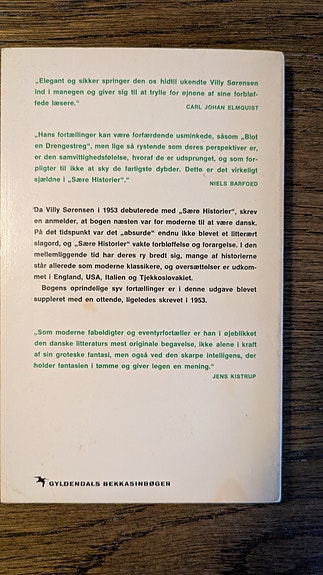 „Elegant og sikker springer den os hidtil ukendte Villy Sørensen
ind i manegen og giver sig til at trylle for øjnene af sine forbløf-
fede læsere.“
CARL JOHAN ELMQUIST
„Hans fortællinger kan være forfærdende usminkede, såsom „Blot
en Drengestreg“, men lige så rystende som deres perspektiver er,
er den samvittighedsfølelse, hvoraf de er udsprunget, og som for-
pligter til ikke at sky de farligste dybder. Dette er det virkeligt
sjældne i „Sære Historier“.“
NIELS BARFOED
Da Villy Sørensen i 1953 debuterede med „Sære Historier“, skrev
en anmelder, at bogen næsten var for moderne til at være dansk.
På det tidspunkt var det „absurde“ endnu ikke blevet et litterært
slagord, og „Sære Historier“ vakte forbløffelse og forargelse. I den
mellemliggende tid har deres ry bredt sig, mange af historierne
står allerede som moderne klassikere, og oversættelser er udkom-
met i England, USA, Italien og Tjekkoslovakiet.
Bogens oprindelige syv fortællinger er i denne udgave blevet
suppleret med en ottende, ligeledes skrevet i 1953.
„Som moderne fabeldigter og eventyrfortæller er han i øjeblikket
den danske litteraturs mest originale begavelse, ikke alene i kraft
af sin groteske fantasi, men også ved den skarpe intelligens, der
holder fantasien i tømme og giver legen en mening.“
JENS KISTRUP
GYLDENDALS BEKKASINBØGER